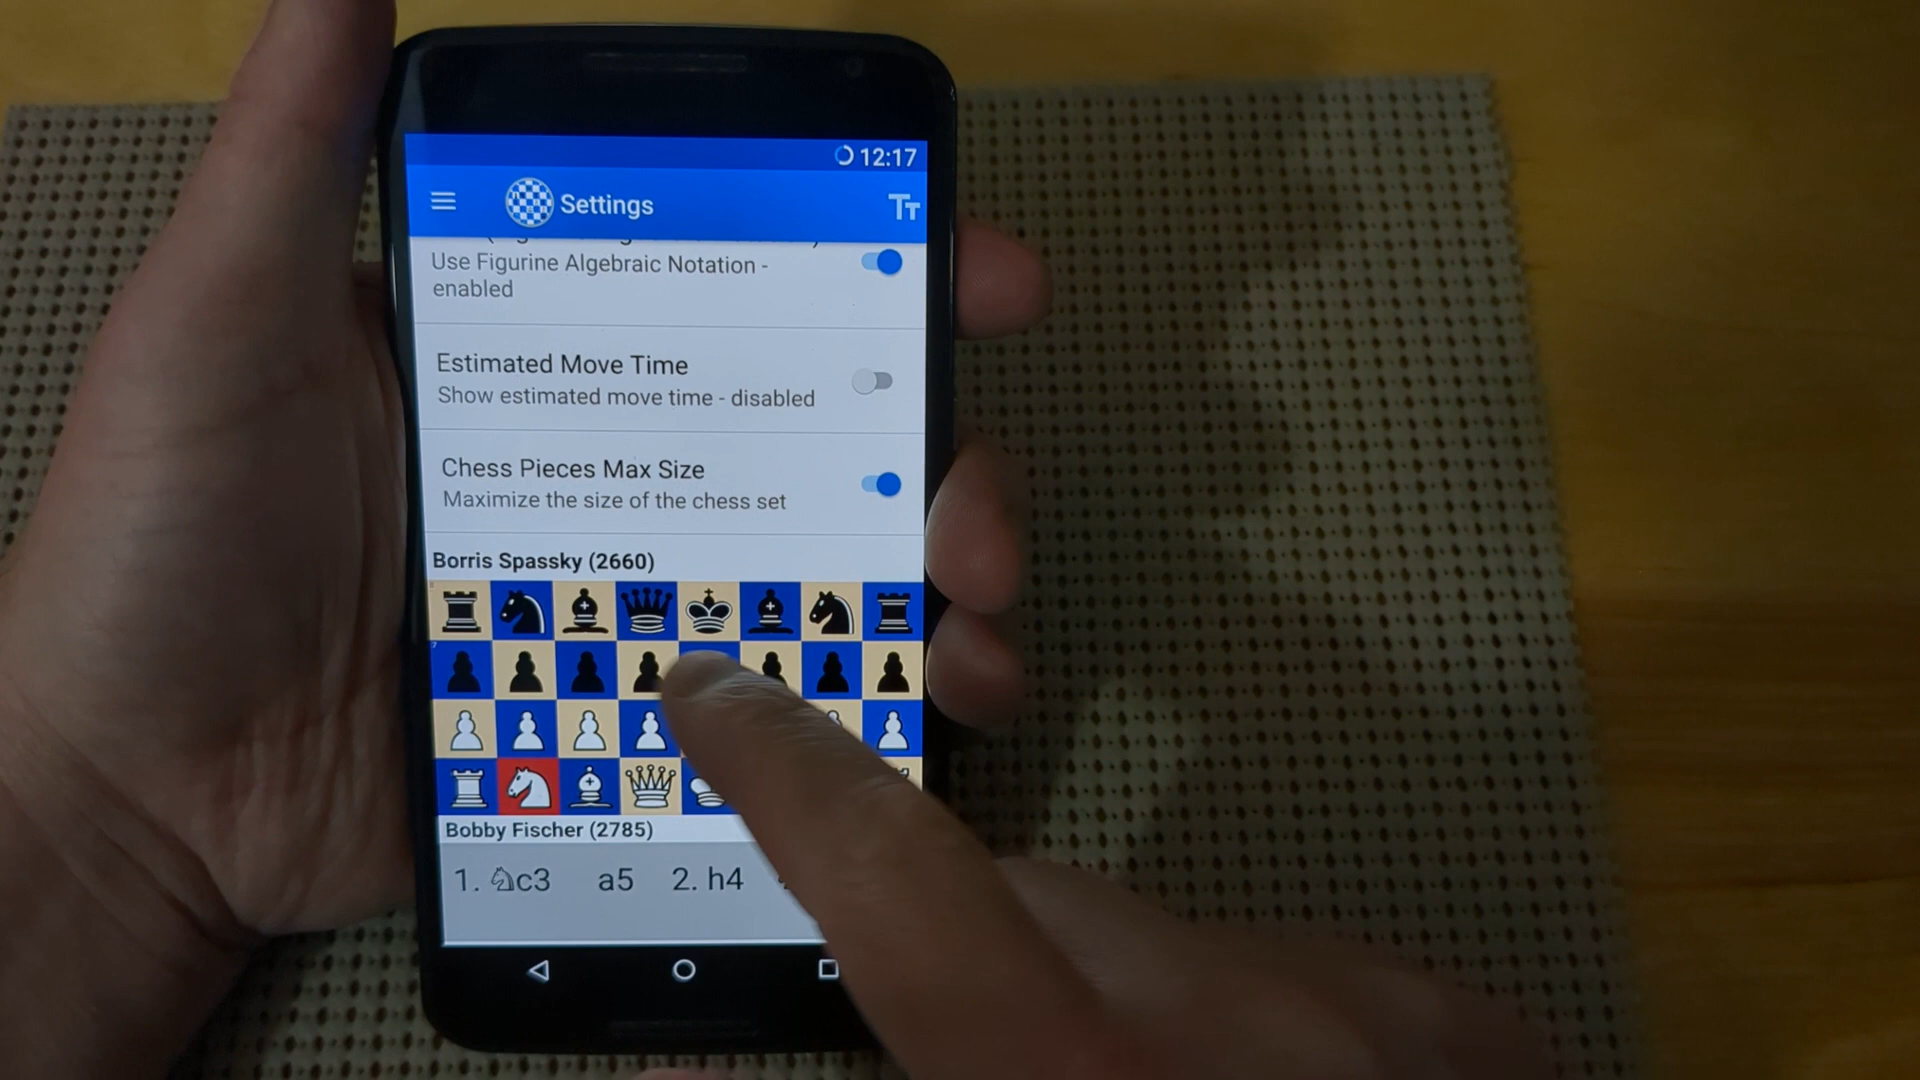 12:17
Settings
Use Figurine Algebraic Notation -
enabled
Estimated Move Time
Show estimated move time - disabled
Chess Pieces Max Size
Maximize the size of the chess set
Borris Spassky (2660)
Bobby Fischer (2785)
1. ♘c3 a5 2. h4